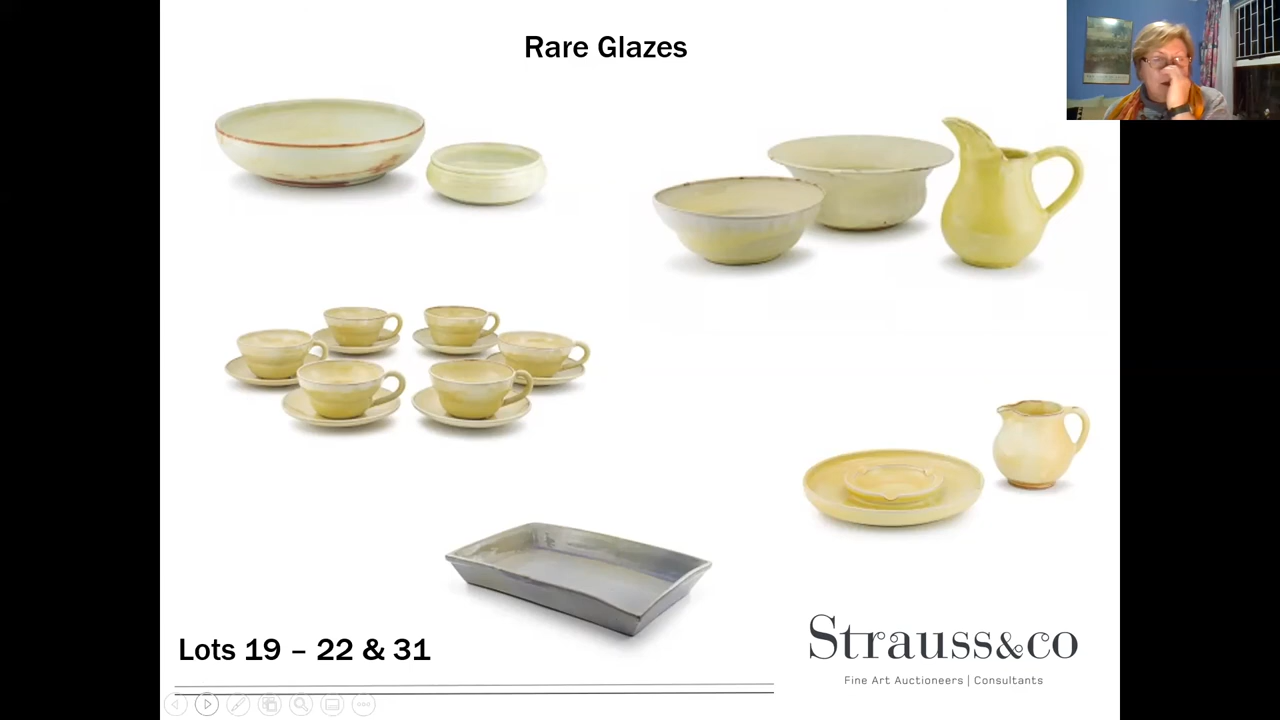 Rare Glazes
Lots 19 – 22 & 31
Strauss&co
Fine Art Auctioneers | Consultants